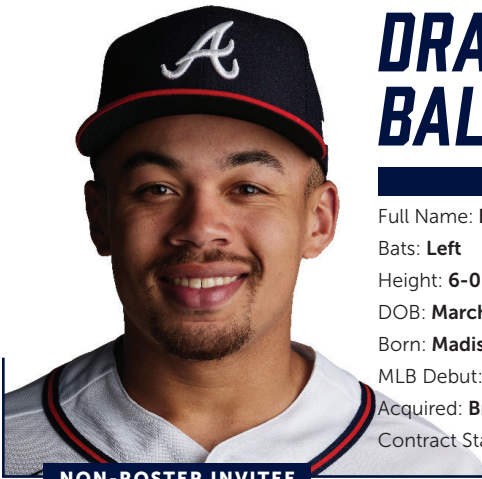 DRA
BAL
Full Name:
Bats: Left
Height: 6-0
DOB: March
Born: Madis
MLB Debut:
Acquired: B
Contract Sta
NON-ROSTER INVITEE